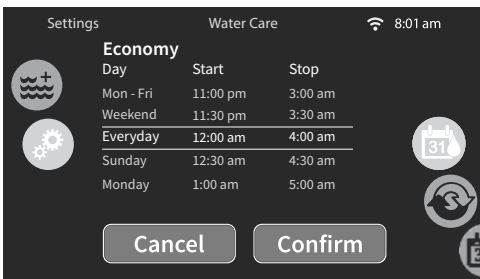 Settings Water Care 8:01 am
Economy
Day Start Stop
Mon - Fri 11:00 pm 3:00 am
Weekend 11:30 pm 3:30 am
Everyday 12:00 am 4:00 am
Sunday 12:30 am 4:30 am
Monday 1:00 am 5:00 am
31
Cancel Confirm